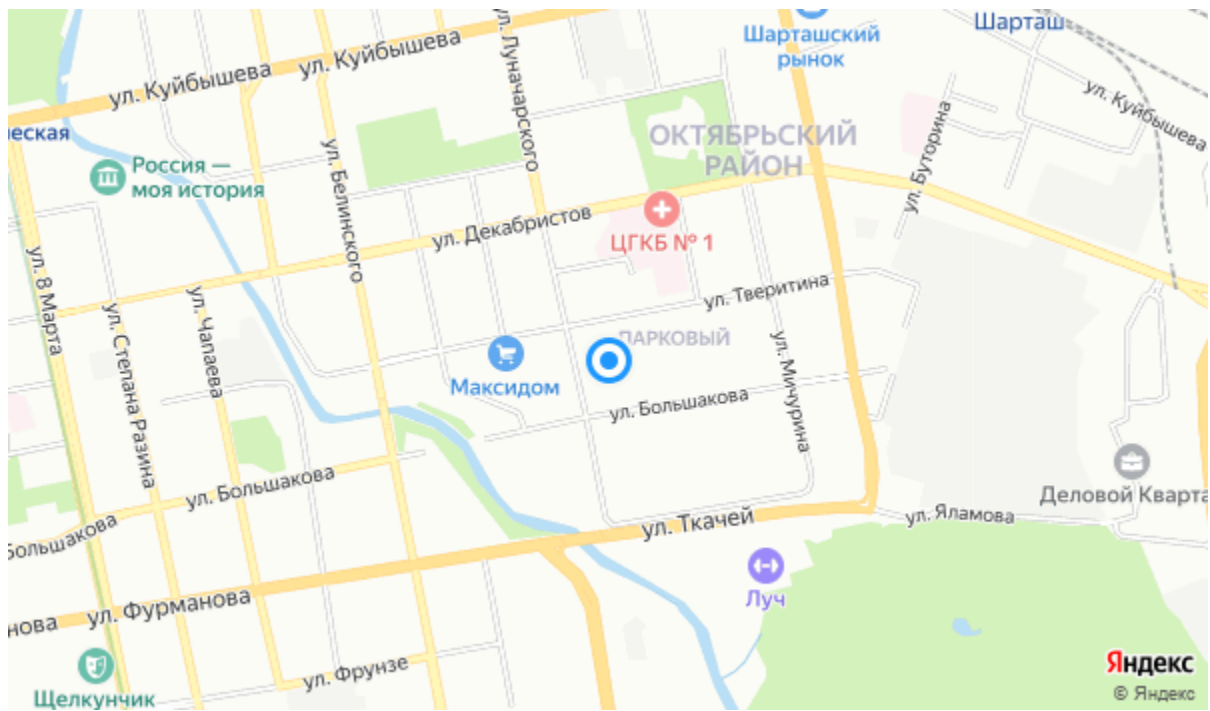 ул. Куйбышева
ул. Куйбышева
ул. Луначарского
Шарташский
рынок
Шарташ
ул. Куйбышева
ческая
Россия —
моя история
ул. Белинского
ОКТЯБРЬСКИЙ
РАЙОН
ул. Буторина
ул. Декабристов
ЦГКБ № 1
ул. 8 Марта
ул. Степана Разина
ул. Чапаева
ул. Тверитина
ПАРКОВЫЙ
Максидом
ул. Большакова
ул. Мичурина
ул. Большакова
Большакова
ул. Ткачей
ул. Яламова
Деловой Кварта
Луч
нова
ул. Фурманова
ул. Фрунзе
Щелкунчик
Яндекс
© Яндекс